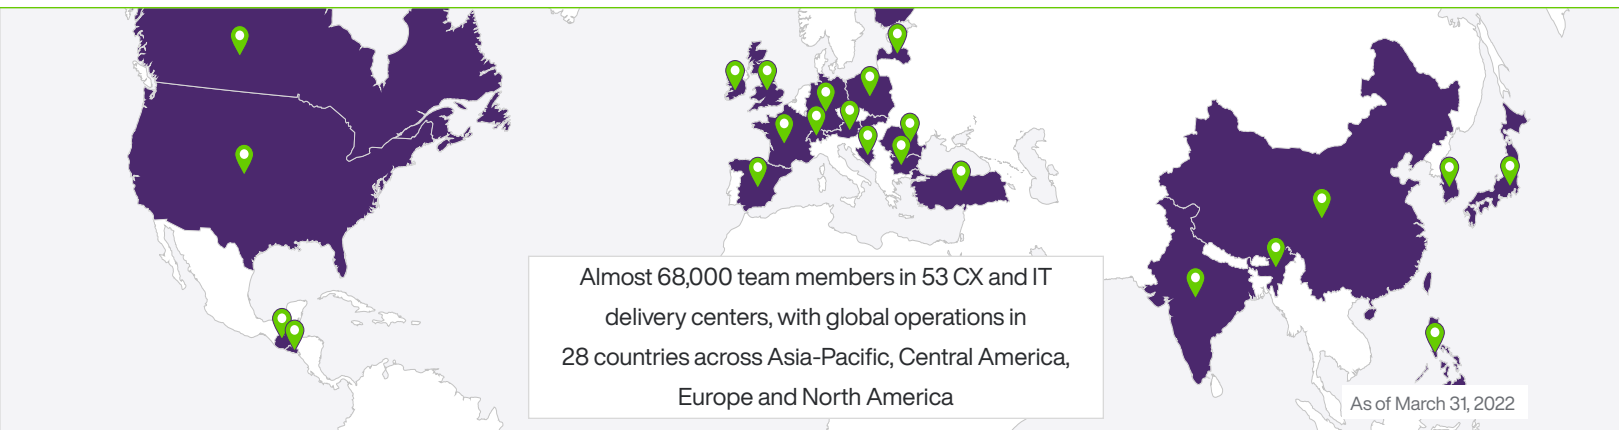 Almost 68,000 team members in 53 CX and IT
delivery centers, with global operations in
28 countries across Asia-Pacific, Central America,
Europe and North America
As of March 31, 2022